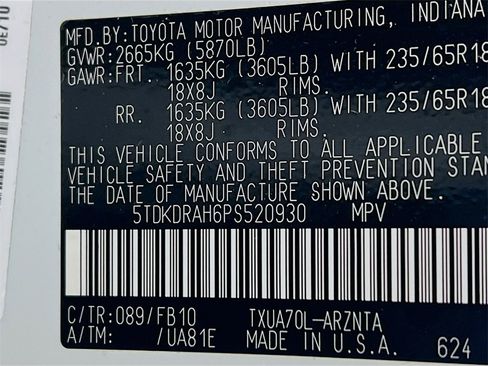 MFD.BY:TOYOTA MOTOR MANUFACTURING, INDIANA
GVWR:2665KG (5870LB)
GAWR:FRT. 1635KG (3605LB) WITH 235/65R18
18X8J RIMS.
RR. 1635KG (3605LB) WITH 235/65R18
18X8J RIMS.
THIS VEHICLE CONFORMS TO ALL APPLICABLE
VEHICLE SAFETY AND THEFT PREVENTION STAN
THE DATE OF MANUFACTURE SHOWN ABOVE.
5TDKDRAH6PS520930 MPV
C/TR:089/FB10 TXUA70L-ARZNTA
A/TM: /UA81E MADE IN U.S.A. 624